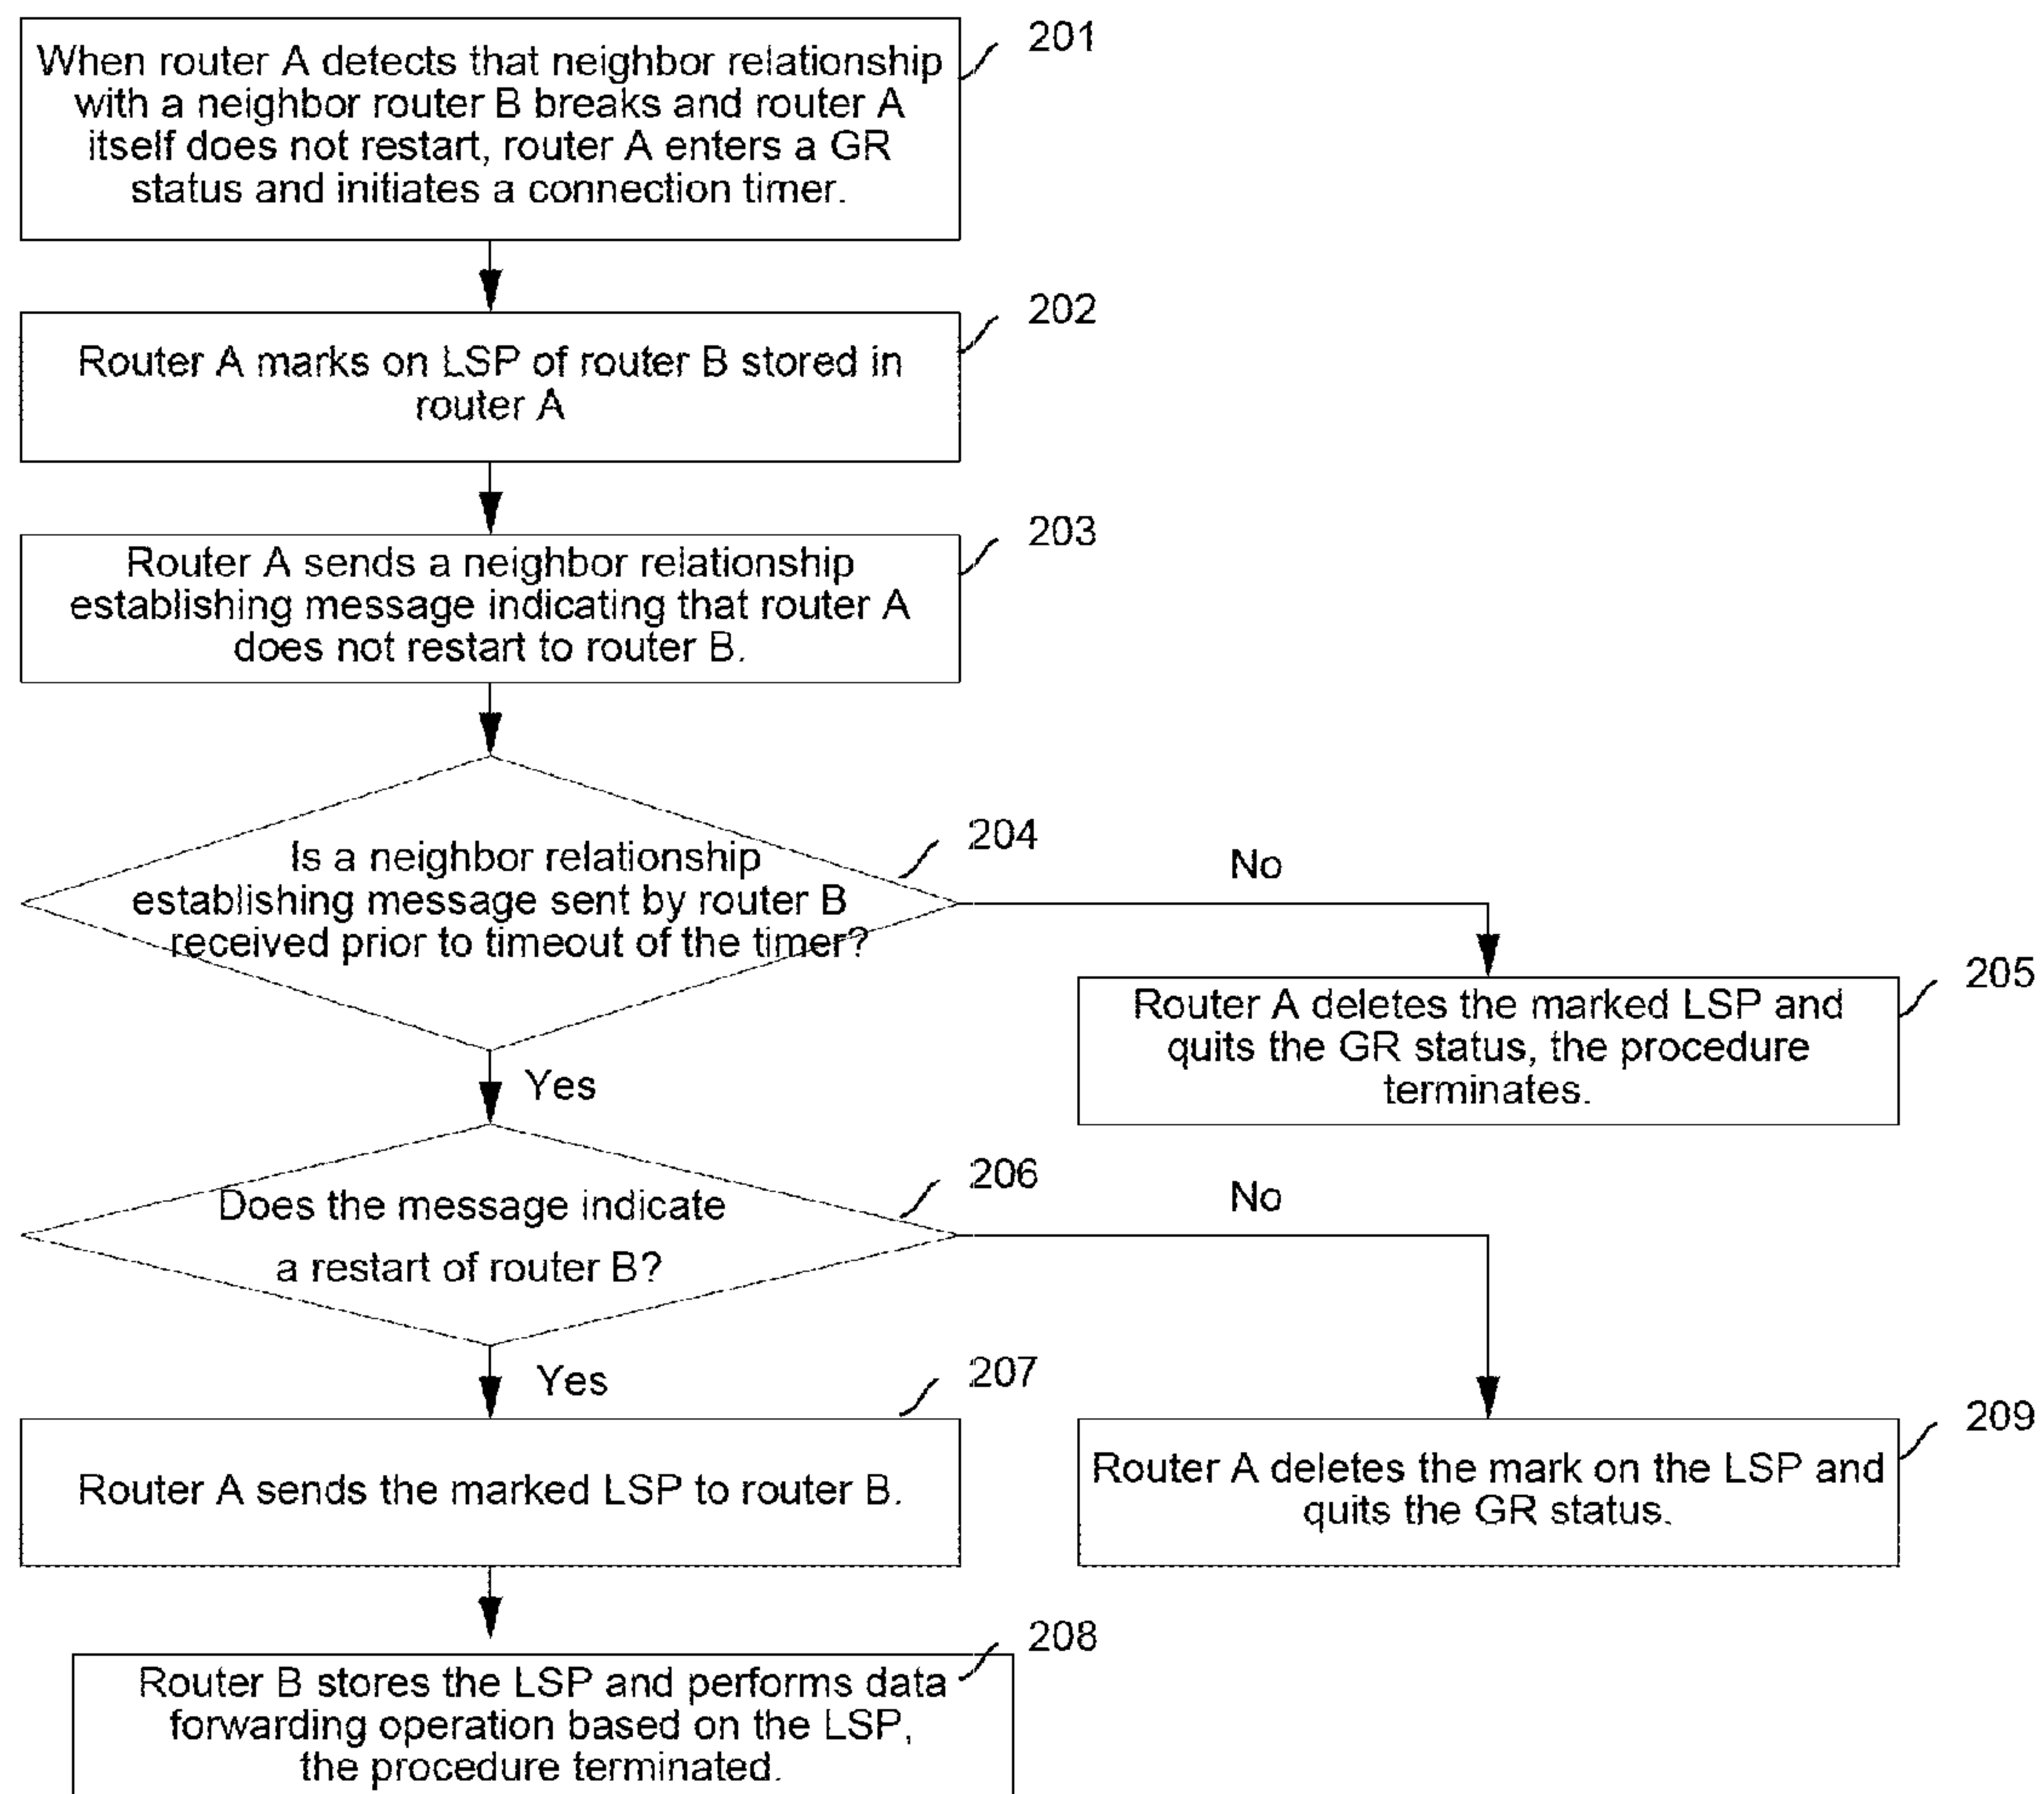 When router A detects that neighbor relationship
with a neighbor router B breaks and router A
itself does not restart, router A enters a GR
status and initiates a connection timer.
201
Router A marks on LSP of router B stored in
router A
202
Router A sends a neighbor relationship
establishing message indicating that router A
does not restart to router B.
203
Is a neighbor relationship
establishing message sent by router B
received prior to timeout of the timer?
204
No
Router A deletes the marked LSP and
quits the GR status, the procedure
terminates.
205
Yes
Does the message indicate
a restart of router B?
206
No
Yes
Router A sends the marked LSP to router B.
207
Router A deletes the mark on the LSP and
quits the GR status.
209
Router B stores the LSP and performs data
forwarding operation based on the LSP,
the procedure terminated.
208